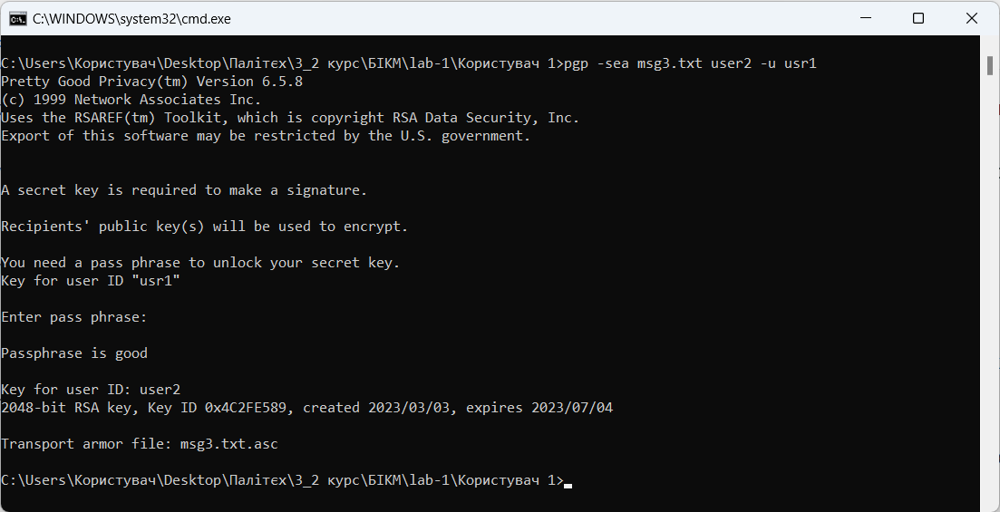 C:\WINDOWS\system32\cmd.exe
C:\Users\Користувач\Desktop\Палітєх\3_2 курс\БІКМ\lab-1\Користувач 1>pgp -sea msg3.txt user2 -u usr1
Pretty Good Privacy(tm) Version 6.5.8
(c) 1999 Network Associates Inc.
Uses the RSAREF(tm) Toolkit, which is copyright RSA Data Security, Inc.
Export of this software may be restricted by the U.S. government.
A secret key is required to make a signature.
Recipients' public key(s) will be used to encrypt.
You need a pass phrase to unlock your secret key.
Key for user ID "usr1"
Enter pass phrase:
Passphrase is good
Key for user ID: user2
2048-bit RSA key, Key ID 0x4C2FE589, created 2023/03/03, expires 2023/07/04
Transport armor file: msg3.txt.asc
C:\Users\Користувач\Desktop\Палітєх\3_2 курс\БІКМ\lab-1\Користувач 1>